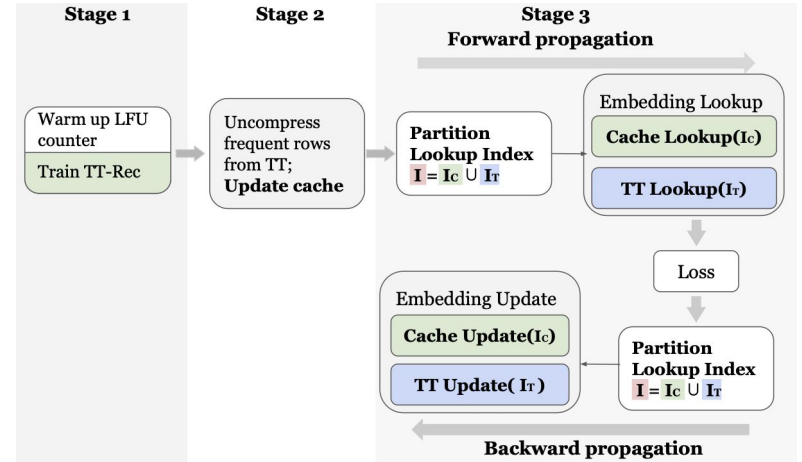 Stage 1
Stage 2
Stage 3
Forward propagation
Warm up LFU
counter
Train TT-Rec
Uncompress
frequent rows
from TT;
Update cache
Partition
Lookup Index
I = IC ∪ IT
Embedding Lookup
Cache Lookup(IC)
TT Lookup(IT)
Loss
Partition
Lookup Index
I = IC ∪ IT
Embedding Update
Cache Update(IC)
TT Update( IT )
Backward propagation